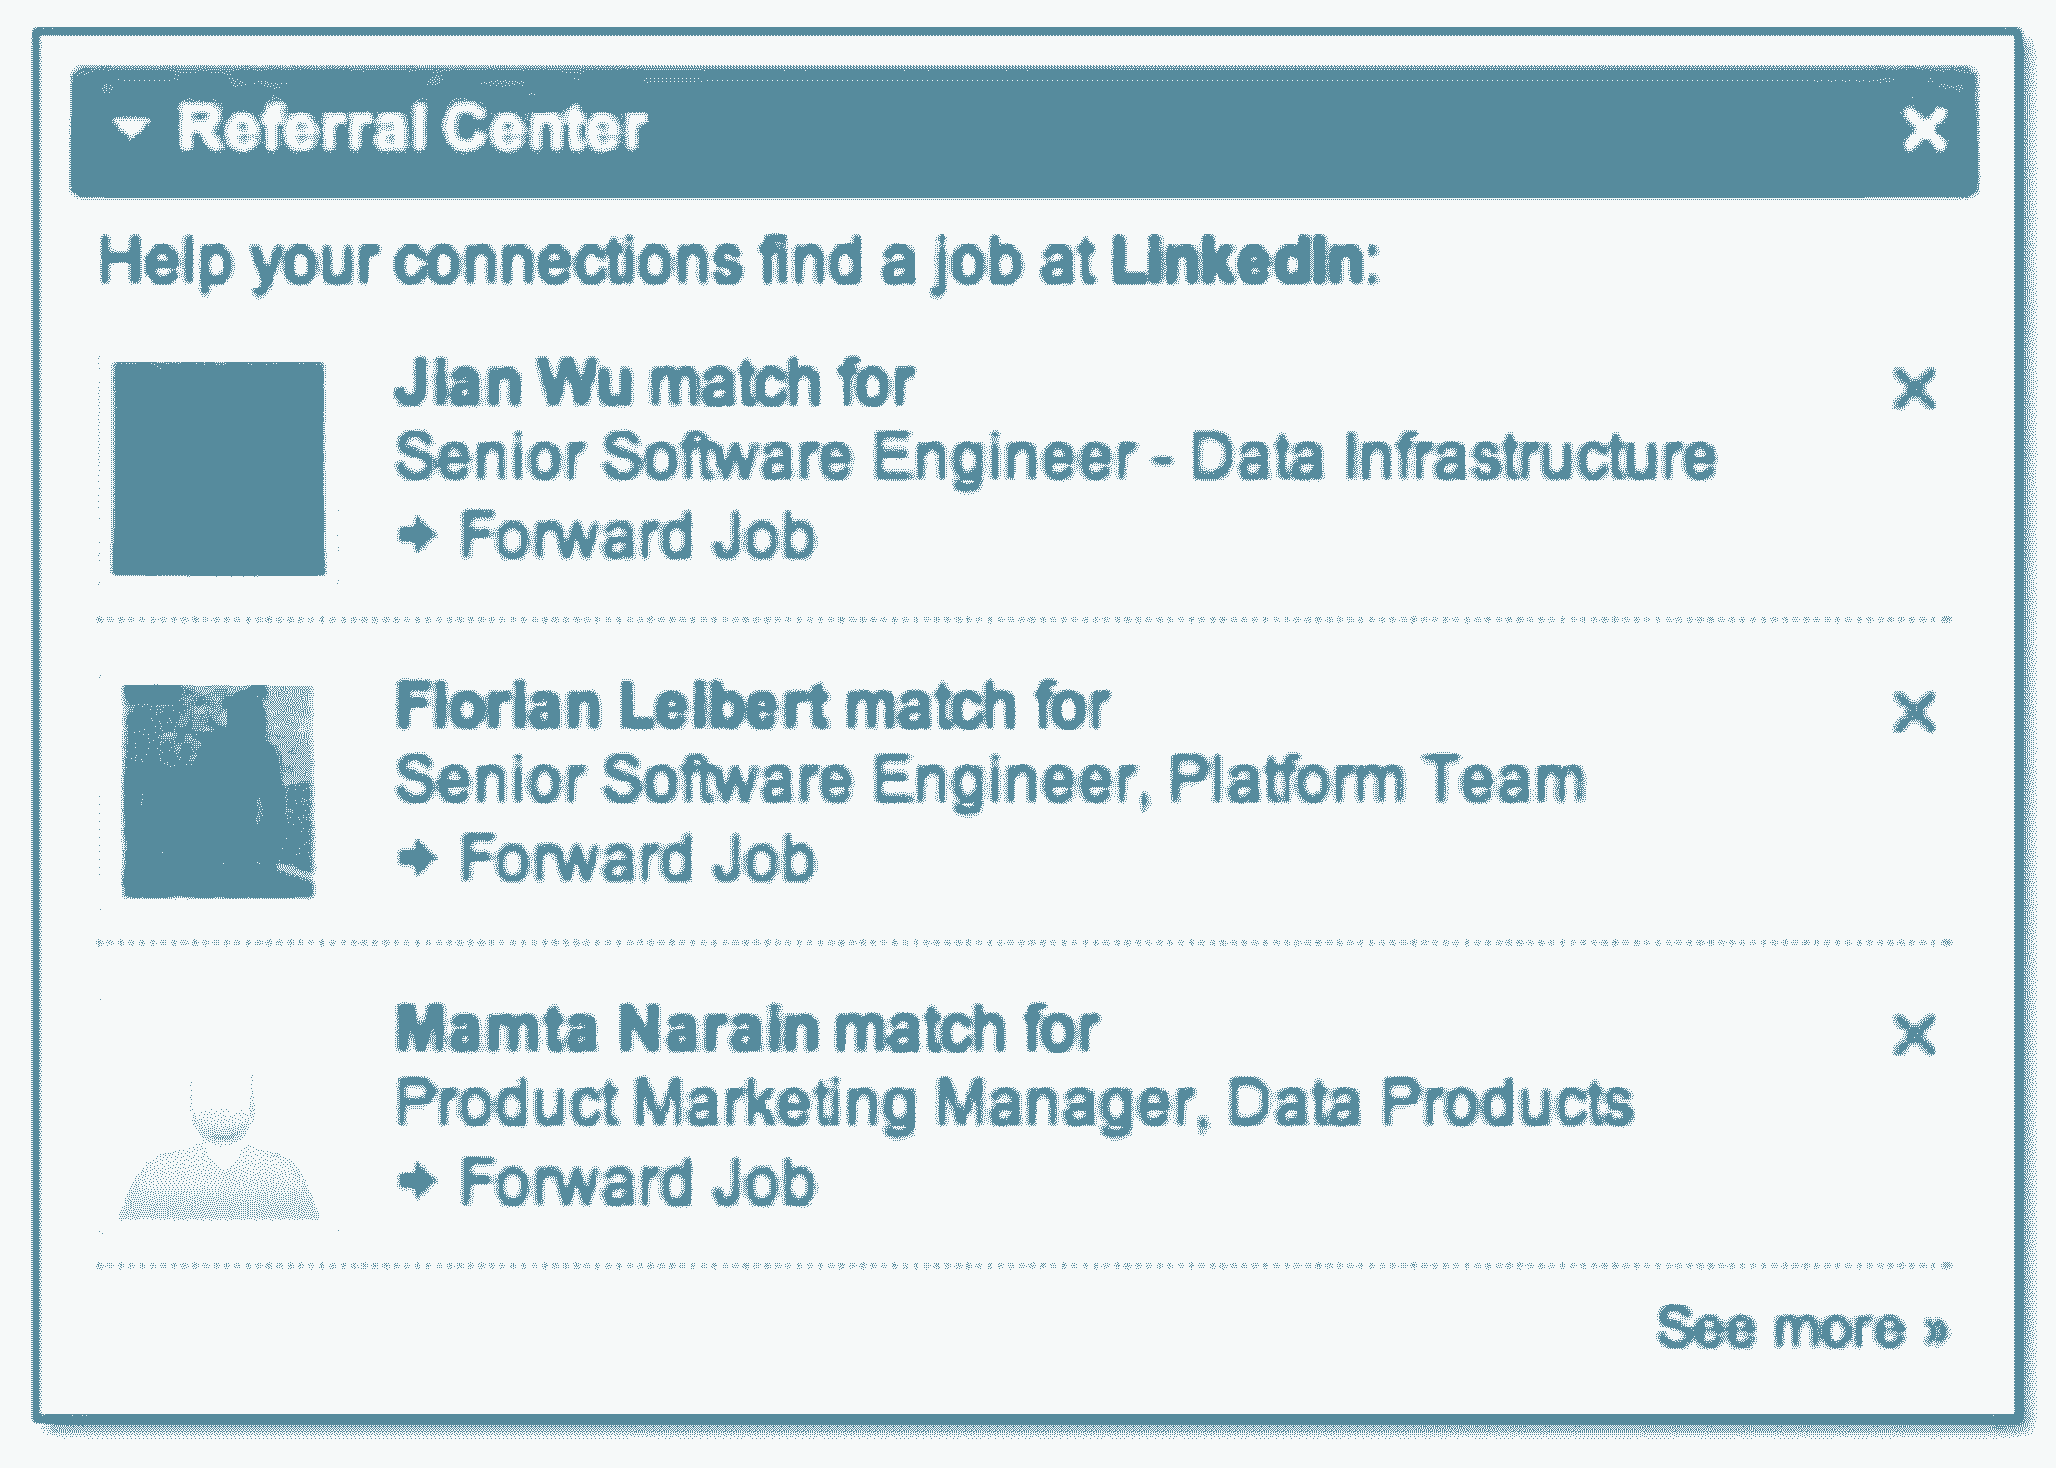 Referral Center
Help your connections find a job at LinkedIn:
Jian Wu match for
Senior Software Engineer - Data Infrastructure
Forward Job
Florian Leibert match for
Senior Software Engineer, Platform Team
Forward Job
Mamta Narain match for
Product Marketing Manager, Data Products
Forward Job
See more »